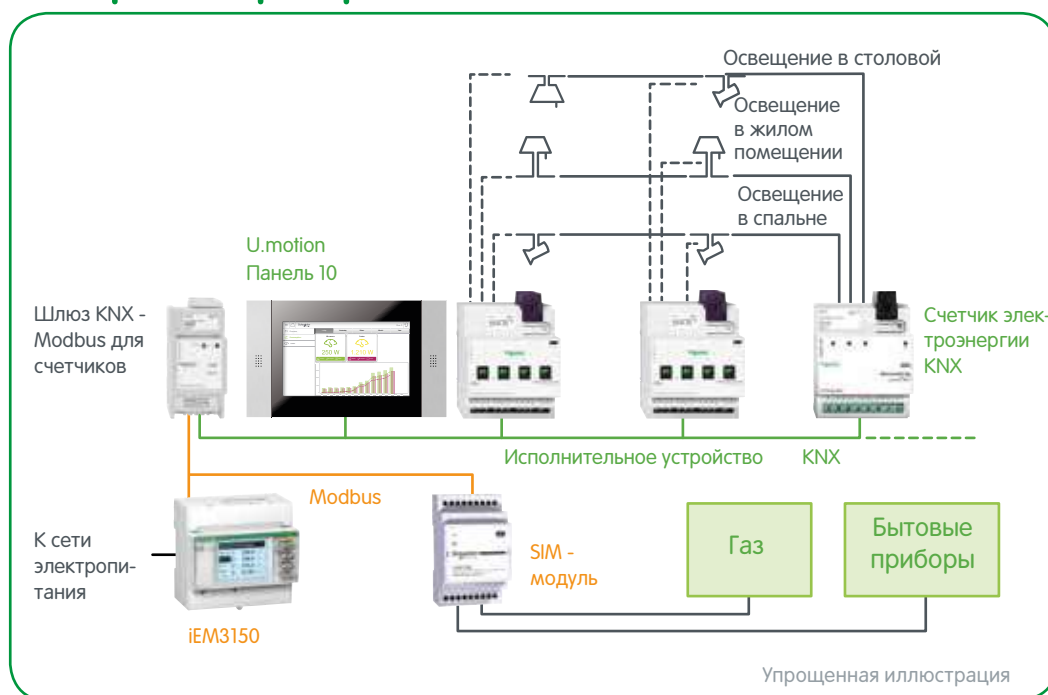 Освещение в столовой
Освещение
в жилом
помещении
Освещение
в спальне
U.motion
Панель 10
Шлюз KNX -
Modbus для
счетчиков
Счетчик элек-
троэнергии
KNX
250 W
Исполнительное устройство KNX
Modbus
К сети
электропи-
тания
SIM -
модуль
Газ
Бытовые
приборы
iEM3150
Упрощенная иллюстрация